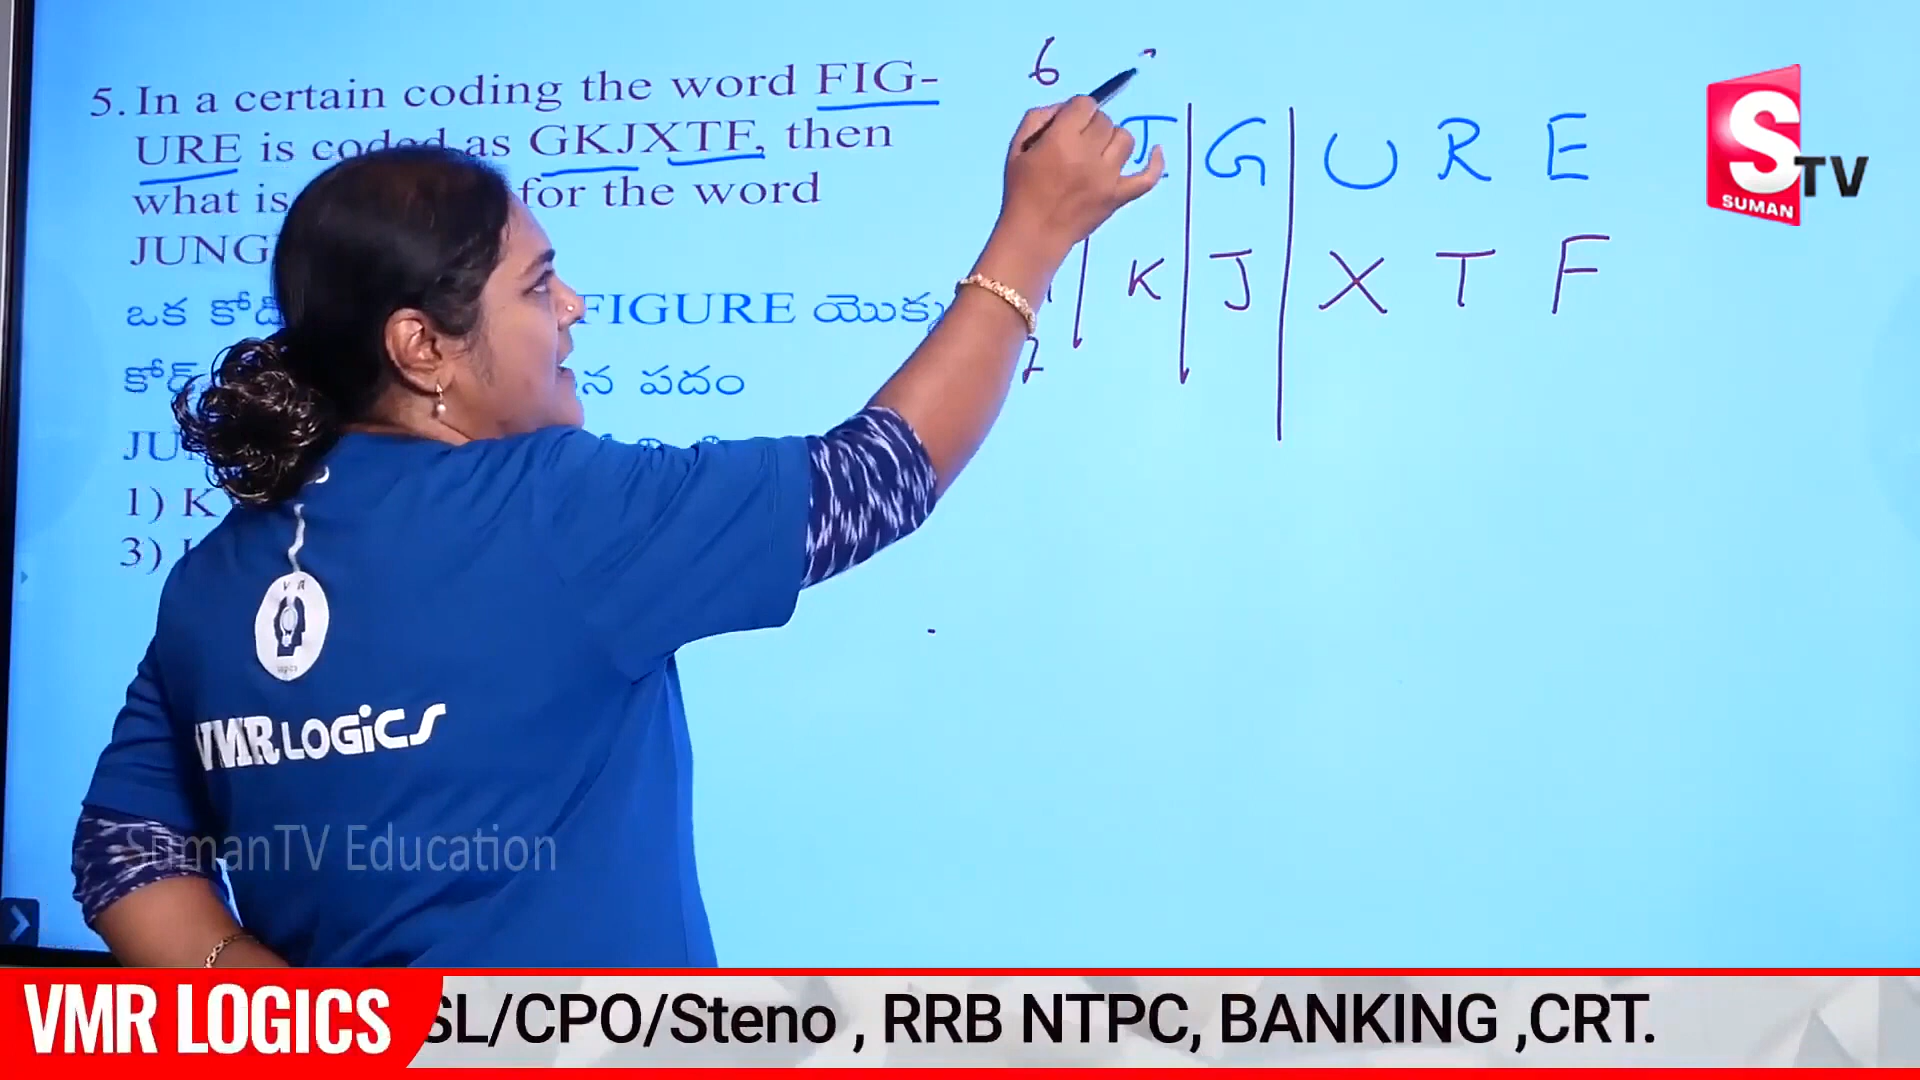 5. In a certain coding the word FIG-
URE is coded as GKJXTF, then
what is for the word
JUNG
ఒక కోడ్ FIGURE యొక్క
పదం
JU
1) K
3)
6
I G U R E
K J X T F
7
S
SUMAN
TV
VMR LOGICS
SumanTV Education
VMR LOGICS
SL/CPO/Steno , RRB NTPC, BANKING ,CRT.